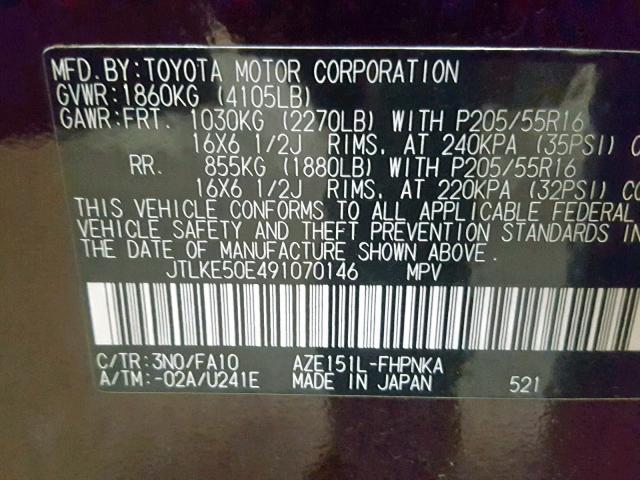 MFD. BY: TOYOTA MOTOR CORPORATION
GVWR: 1860KG (4105LB)
GAWR: FRT. 1030KG (2270LB) WITH P205/55R16
16X6 1/2J RIMS, AT 240KPA (35PSI)
RR. 855KG (1880LB) WITH P205/55R16
16X6 1/2J RIMS, AT 220KPA (32PSI)
THIS VEHICLE CONFORMS TO ALL APPLICABLE FEDERAL
VEHICLE SAFETY AND THEFT PREVENTION STANDARDS IN
THE DATE OF MANUFACTURE SHOWN ABOVE.
JTLKE50E491070146 MPV
C/TR: 3N0/FA10 AZE151L-FHPNKA
A/TM: -02A/U241E MADE IN JAPAN 521